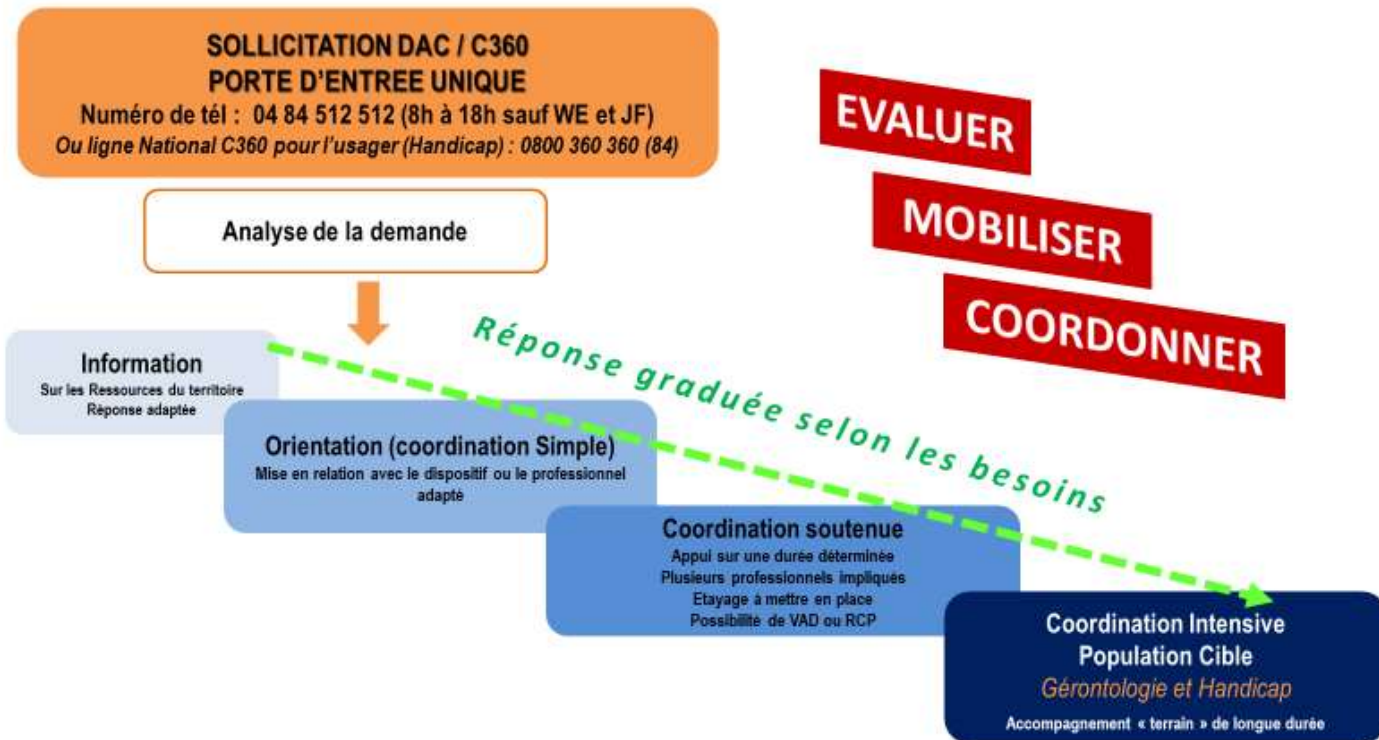 SOLLICITATION DAC / C360
PORTE D'ENTREE UNIQUE
Numéro de tél : 04 84 512 512 (8h à 18h sauf WE et JF)
Ou ligne National C360 pour l'usager (Handicap) : 0800 360 360 (84)
Analyse de la demande
EVALUER
MOBILISER
COORDONNER
Réponse graduée selon les besoins
Information
Sur les Ressources du territoire
Réponse adaptée
Orientation (coordination Simple)
Mise en relation avec le dispositif ou le professionnel
adapté
Coordination soutenue
Appui sur une durée déterminée
Plusieurs professionnels impliqués
Etayage à mettre en place
Possibilité de VAD ou RCP
Coordination Intensive
Population Cible
Gérontologie et Handicap
Accompagnement « terrain » de longue durée